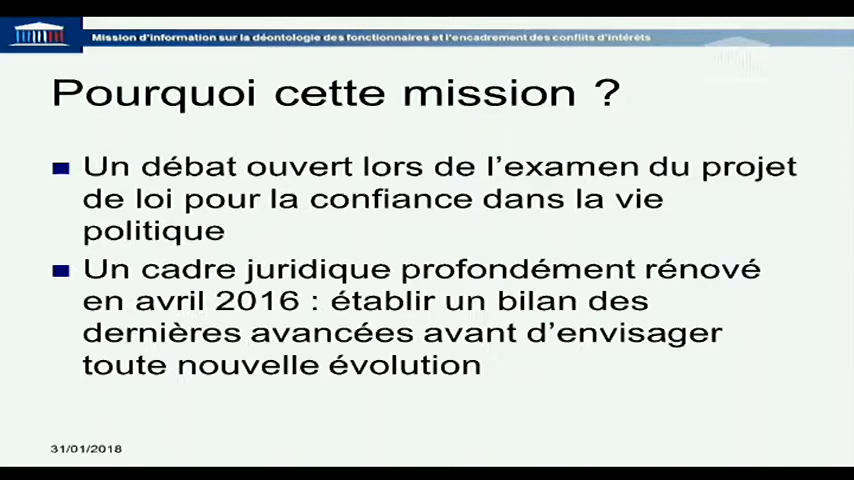 Mission d'information sur la déontologie des fonctionnaires et l'encadrement des conflits d'intérêts
Pourquoi cette mission ?
Un débat ouvert lors de l'examen du projet
de loi pour la confiance dans la vie
politique
Un cadre juridique profondément rénové
en avril 2016 : établir un bilan des
dernières avancées avant d'envisager
toute nouvelle évolution
31/01/2018